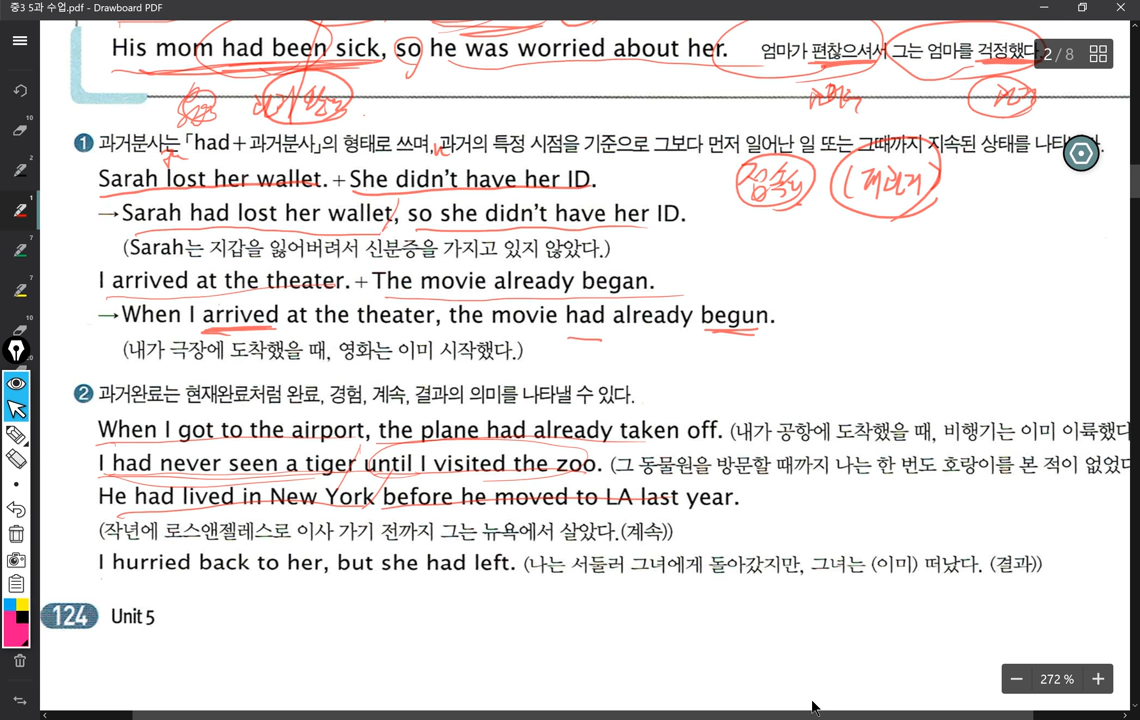 중3 5과 수업.pdf - Drawboard PDF
His mom had been sick, so he was worried about her. 엄마가 편찮으셔서 그는 엄마를 걱정했다
2 / 8
1 과거분사는 「had+과거분사」의 형태로 쓰며, 과거의 특정 시점을 기준으로 그보다 먼저 일어난 일 또는 그때까지 지속된 상태를 나타낸다.
Sarah lost her wallet. + She didn't have her ID.
접속사 (대과거)
→ Sarah had lost her wallet, so she didn't have her ID.
(Sarah는 지갑을 잃어버려서 신분증을 가지고 있지 않았다.)
I arrived at the theater. + The movie already began.
→ When I arrived at the theater, the movie had already begun.
(내가 극장에 도착했을 때, 영화는 이미 시작했다.)
2 과거완료는 현재완료처럼 완료, 경험, 계속, 결과의 의미를 나타낼 수 있다.
When I got to the airport, the plane had already taken off. (내가 공항에 도착했을 때, 비행기는 이미 이륙했다
I had never seen a tiger until I visited the zoo. (그 동물원을 방문할 때까지 나는 한 번도 호랑이를 본 적이 없었다
He had lived in New York before he moved to LA last year.
(작년에 로스앤젤레스로 이사 가기 전까지 그는 뉴욕에서 살았다.(계속))
I hurried back to her, but she had left. (나는 서둘러 그녀에게 돌아갔지만, 그녀는 (이미) 떠났다. (결과))
124 Unit 5
272 %